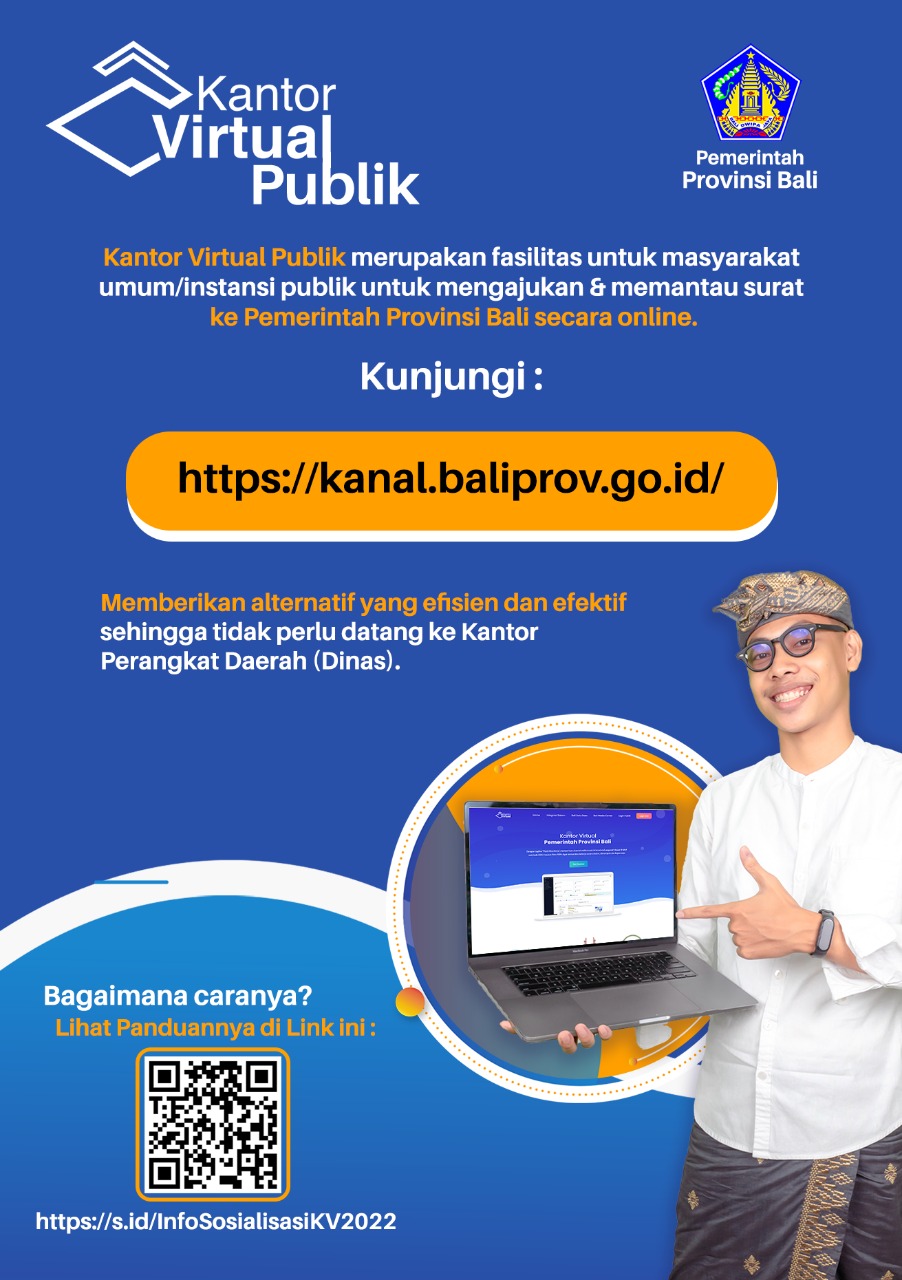 Kantor
Virtual
Publik
BALI DWIPA JAYA
Pemerintah
Provinsi Bali
Kantor Virtual Publik merupakan fasilitas untuk masyarakat
umum/instansi publik untuk mengajukan & memantau surat
ke Pemerintah Provinsi Bali secara online.
Kunjungi :
https://kanal.baliprov.go.id/
Memberikan alternatif yang efisien dan efektif
sehingga tidak perlu datang ke Kantor
Perangkat Daerah (Dinas).
Kantor Virtual
Pemerintah Provinsi Bali
Bagaimana caranya?
Lihat Panduannya di Link ini :
https://s.id/InfoSosialisasiKV2022